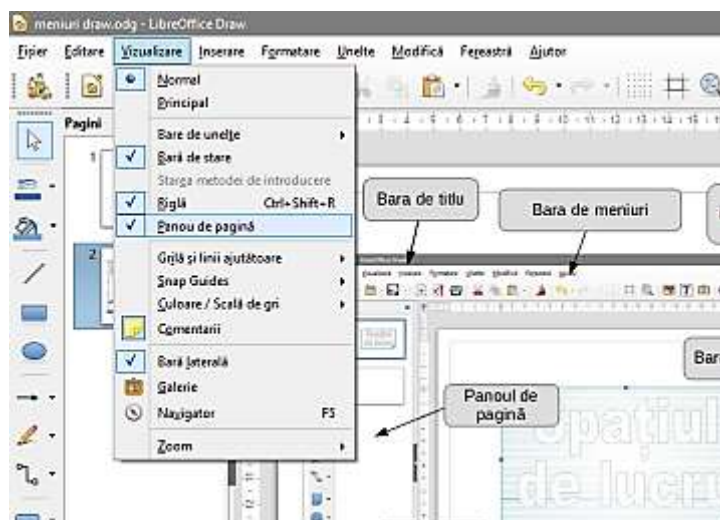 meniuri draw.odg - LibreOffice Draw
Fișier Editare Vizualizare Inserare Formatare Unelte Modifică Fereastră Ajutor
Normal
Principal
Bare de unelte
Bară de stare
Starea metodei de introducere
Riglă Ctrl+Shift+R
Panou de pagină
Grilă și linii ajutătoare
Snap Guides
Culoare / Scală de gri
Comentarii
Bară laterală
Galerie
Navigator F5
Zoom
Pagini
1
2
Bara de titlu
Bara de meniuri
Bar
Panoul de
pagină
Spațiul
de lucru